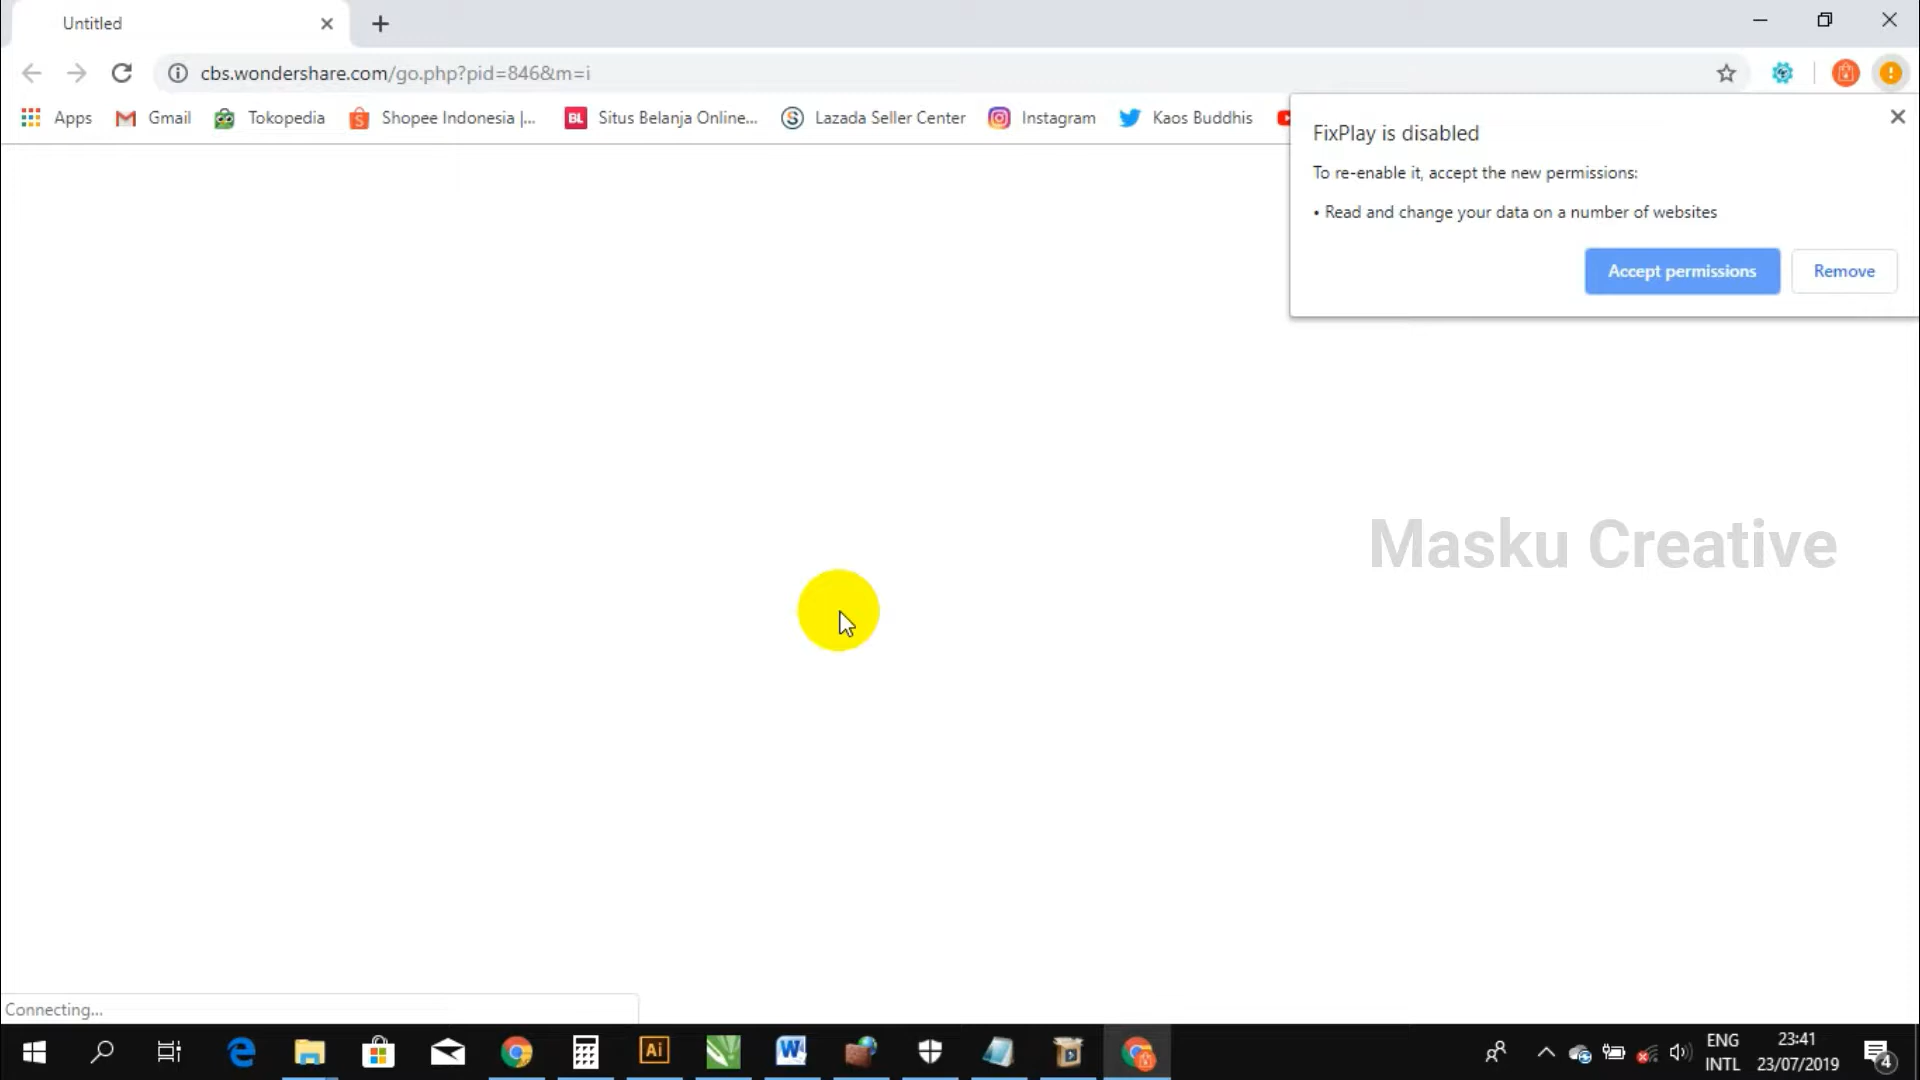 Untitled
cbs.wondershare.com/go.php?pid=846&m=i
Apps Gmail Tokopedia Shopee Indonesia |... BL Situs Belanja Online... Lazada Seller Center Instagram Kaos Buddhis
FixPlay is disabled
To re-enable it, accept the new permissions:
• Read and change your data on a number of websites
Accept permissions Remove
Masku Creative
Connecting...
Ai
ENG 23:41
INTL 23/07/2019 4